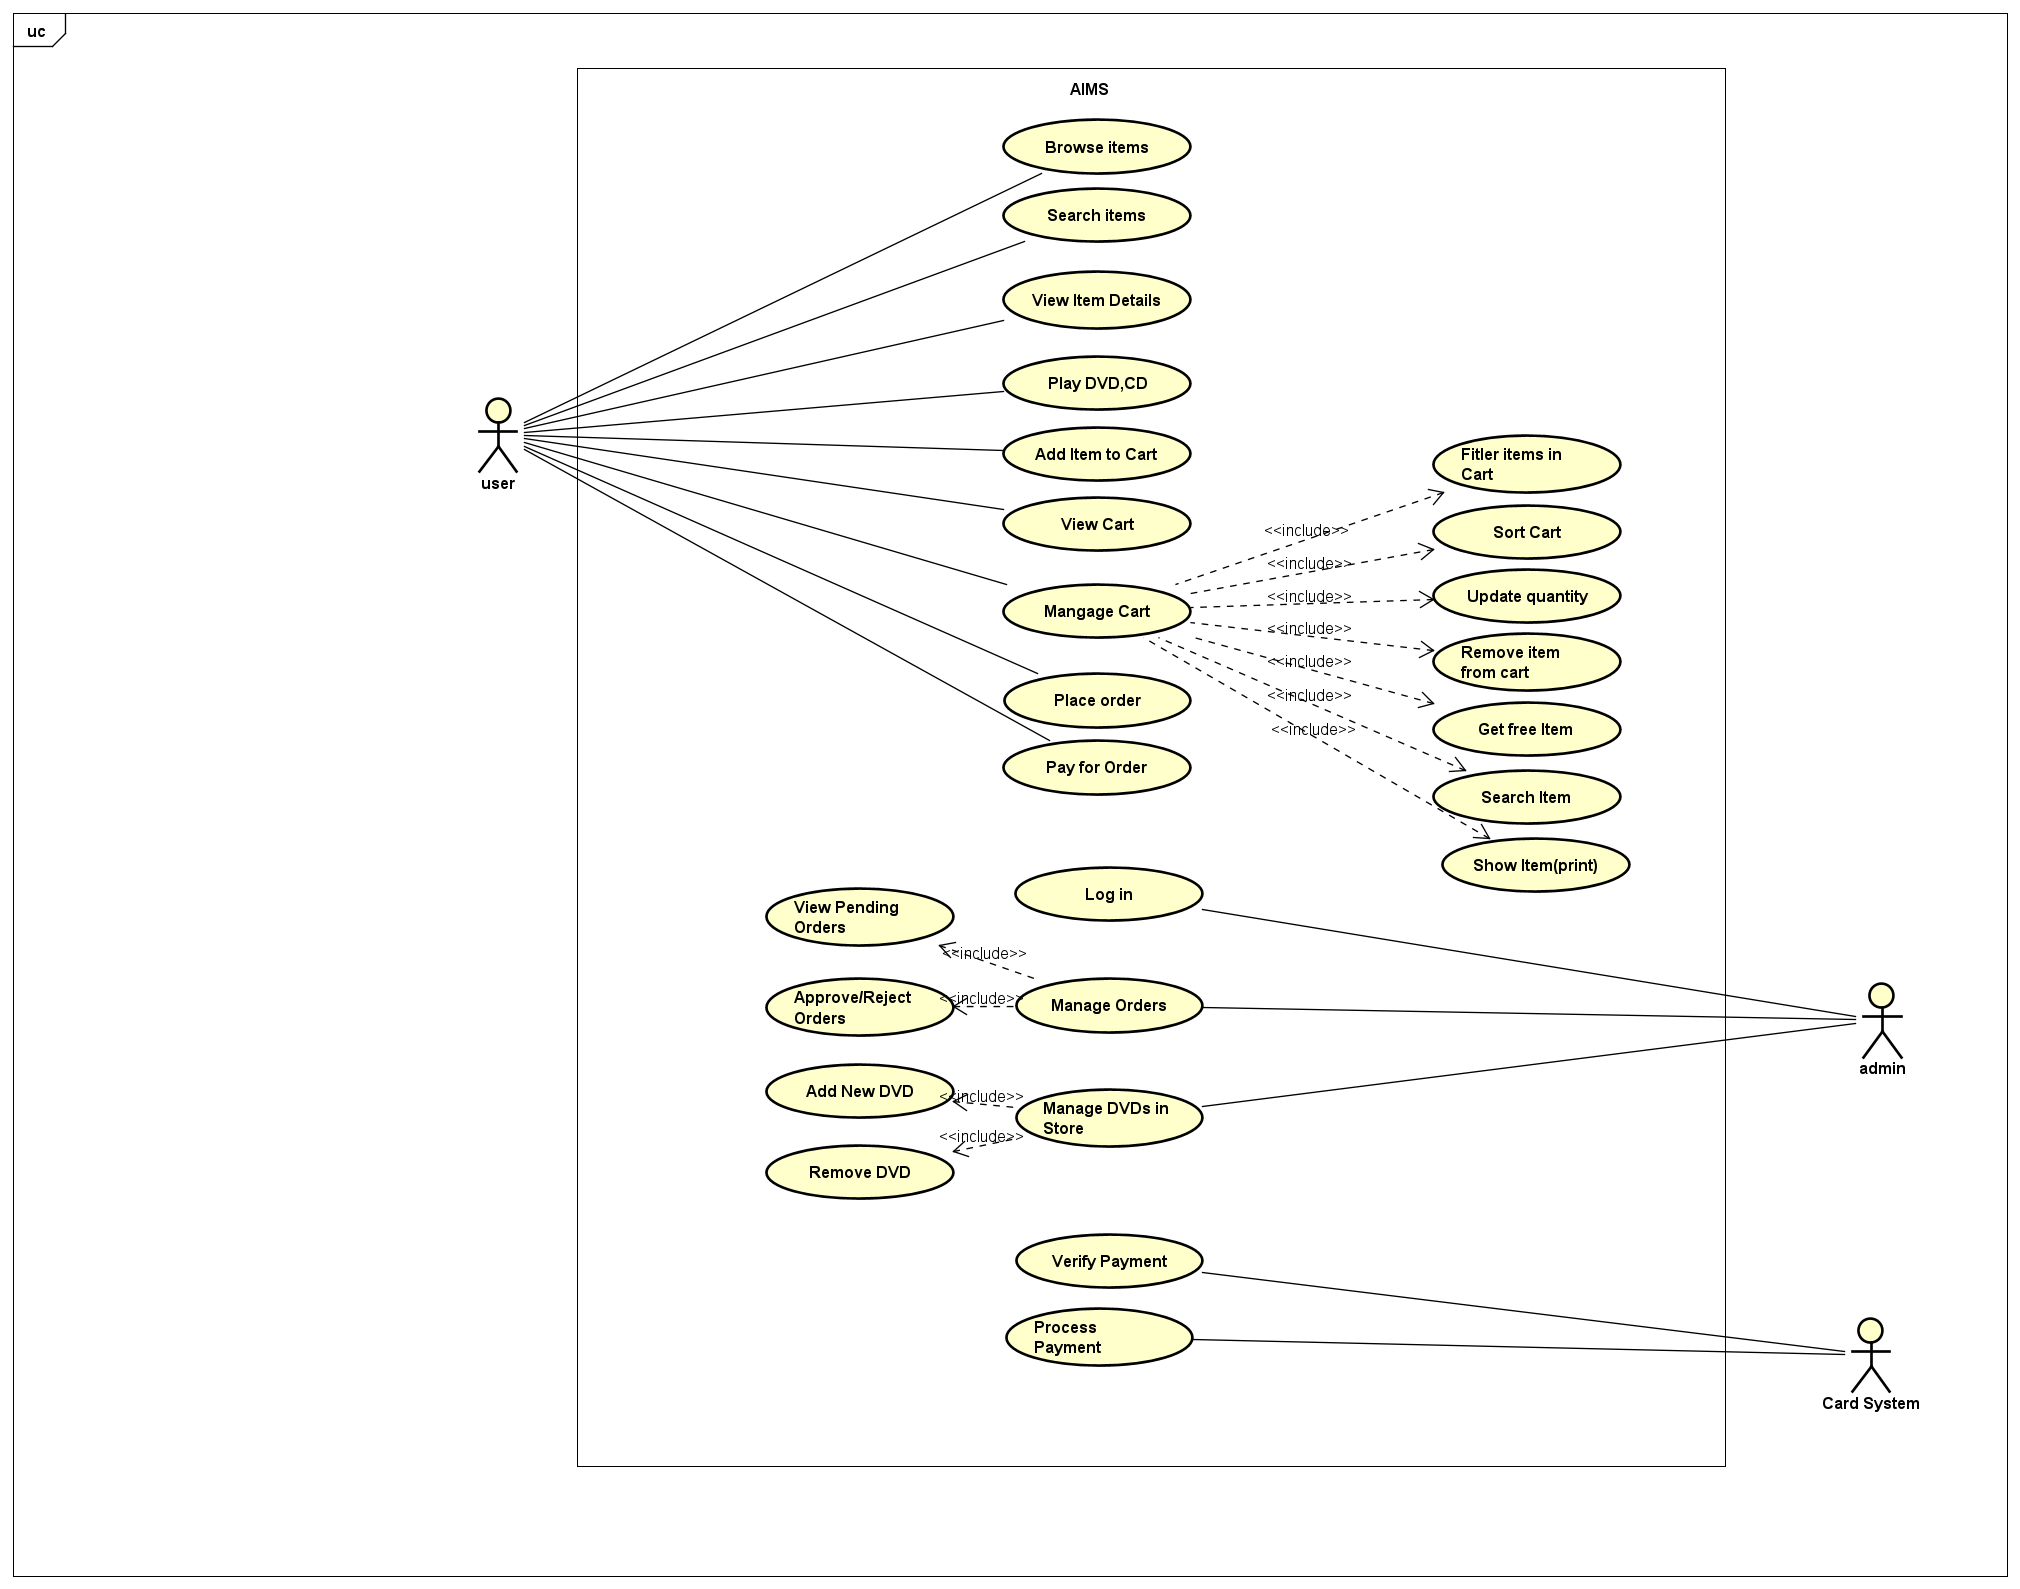 uc
AIMS
Browse items
Search items
View Item Details
Play DVD,CD
user
Add Item to Cart
Fitler items in
Cart
View Cart
<<include>>
Sort Cart
<<include>>
<<include>>
Update quantity
Mangage Cart
<<include>>
Remove item
from cart
<<include>>
<<include>>
Place order
<<include>>
Get free Item
Pay for Order
Search Item
Show Item(print)
Log in
View Pending
Orders
<<include>>
Approve/Reject
Orders
<<include>>
Manage Orders
admin
Add New DVD
<<include>>
Manage DVDs in
Store
<<include>>
Remove DVD
Verify Payment
Process
Payment
Card System